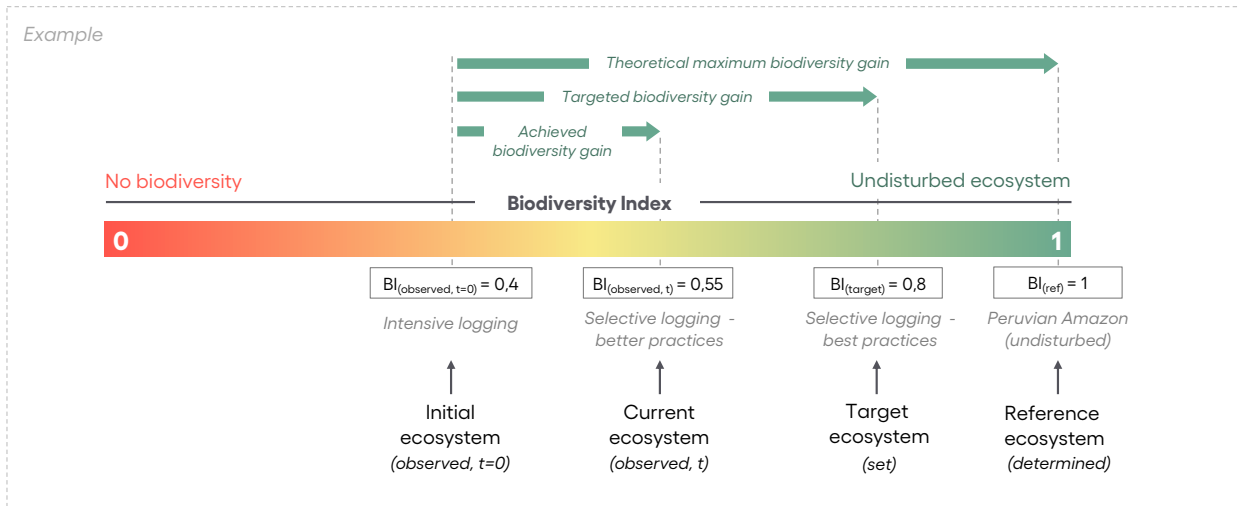 Example
Theoretical maximum biodiversity gain
Targeted biodiversity gain
Achieved
biodiversity gain
No biodiversity
Undisturbed ecosystem
Biodiversity Index
0
1
BI(observed, t=0) = 0,4
BI(observed, t) = 0,55
BI(target) = 0,8
BI(ref) = 1
Intensive logging
Selective logging -
better practices
Selective logging -
best practices
Peruvian Amazon
(undisturbed)
Initial
ecosystem
(observed, t=0)
Current
ecosystem
(observed, t)
Target
ecosystem
(set)
Reference
ecosystem
(determined)